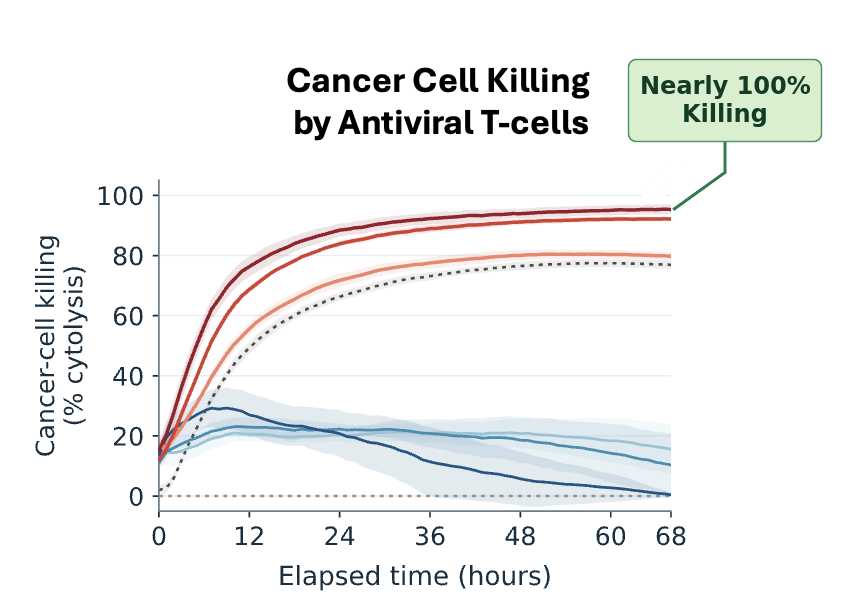 Cancer Cell Killing
by Antiviral T-cells
Nearly 100%
Killing
Cancer-cell killing
(% cytolysis)
100
80
60
40
20
0
0 12 24 36 48 60 68
Elapsed time (hours)